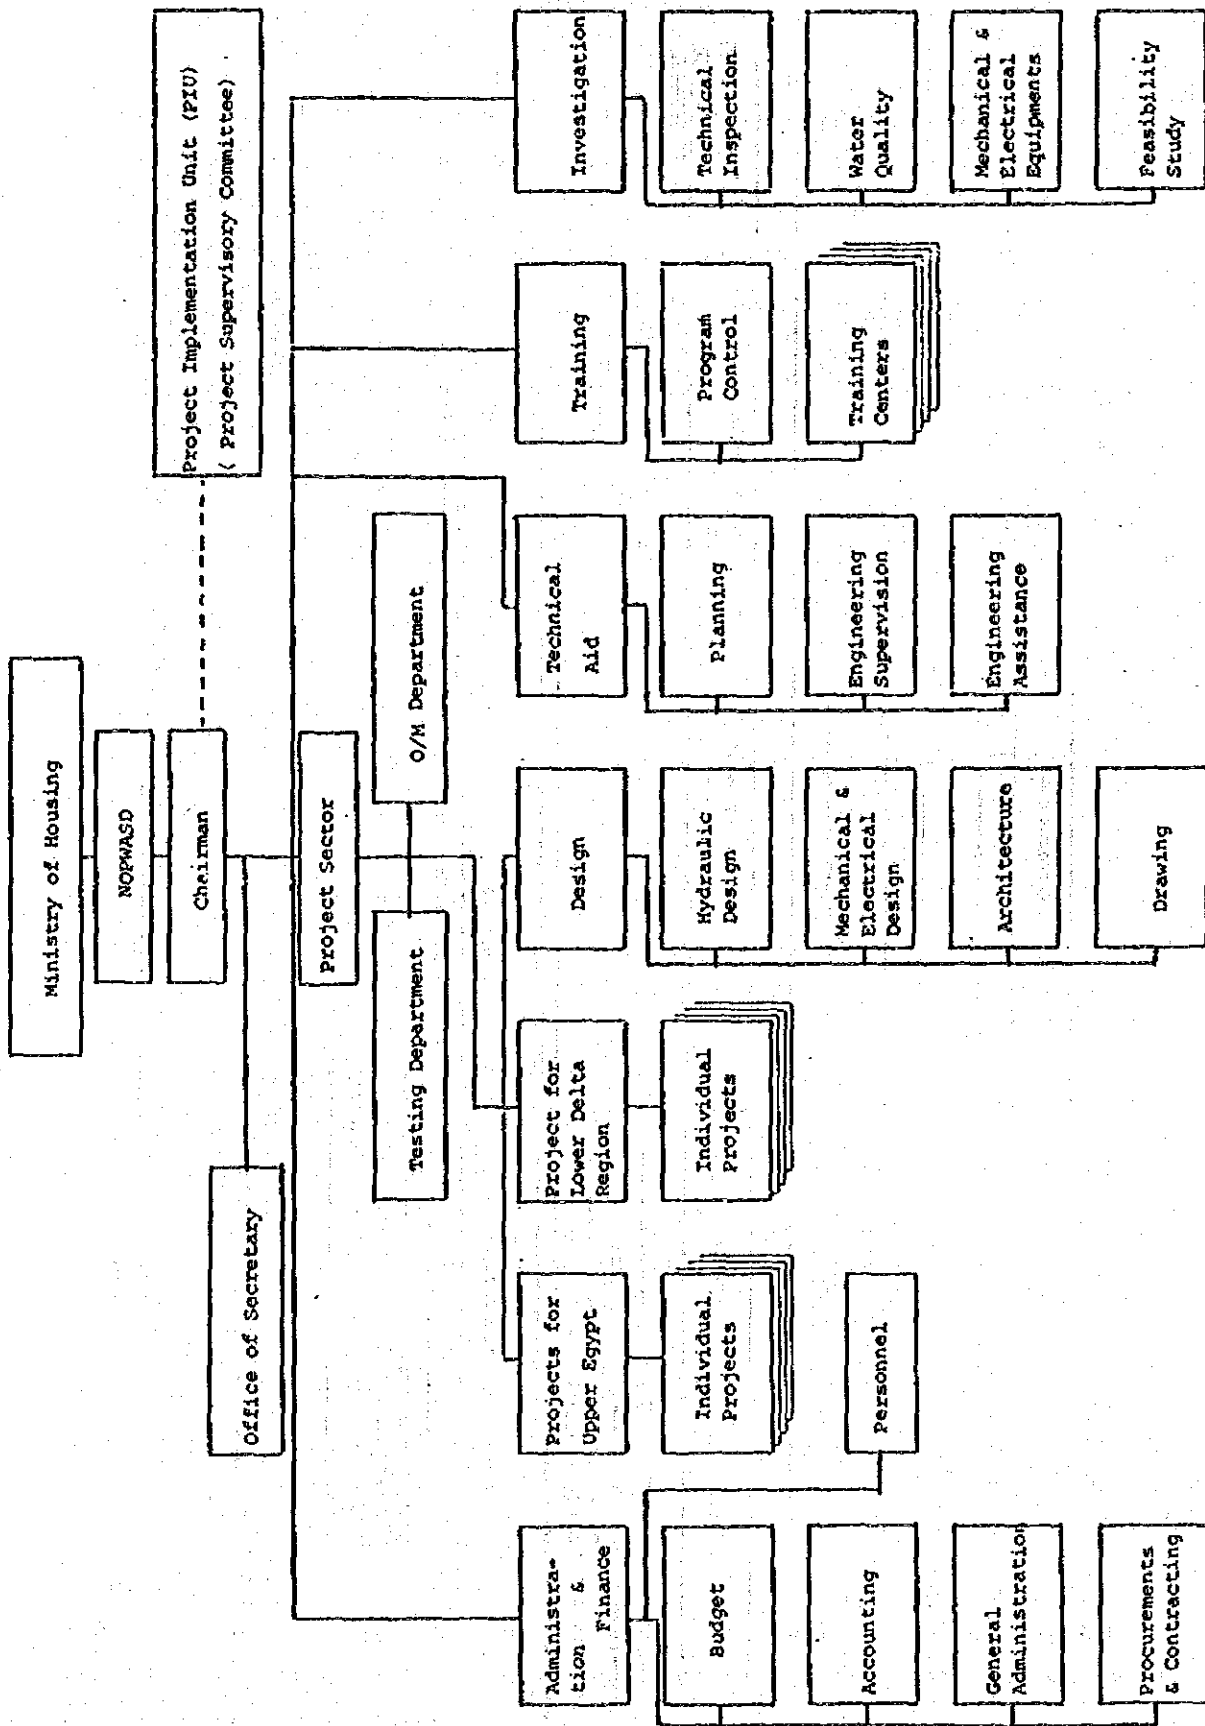 Ministry of Housing
NOPWASD
Chairman
Project Implementation Unit (PIU)
( Project Supervisory Committee)
Office of Secretary
Project Sector
Testing Department
O/M Department
Administra-
tion &
Finance
Projects for
Upper Egypt
Project for
Lower Delta
Region
Design
Technical
Aid
Training
Investigation
Budget
Individual
Projects
Individual
Projects
Hydraulic
Design
Planning
Program
Control
Technical
Inspection
Accounting
Personnel
Mechanical &
Electrical
Design
Engineering
Supervision
Training
Centers
Water
Quality
General
Administration
Architecture
Engineering
Assistance
Mechanical &
Electrical
Equipments
Procurements
& Contracting
Drawing
Feasibility
Study